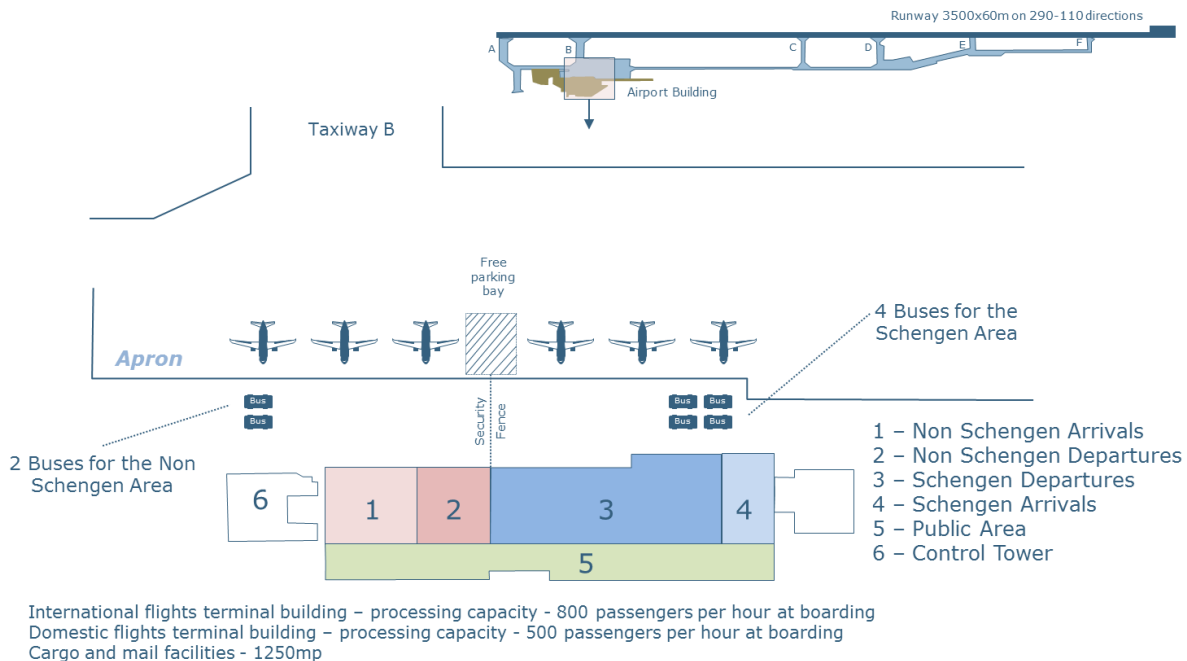 Runway 3500x60m on 290-110 directions
A
B
C
D
E
F
Airport Building
Taxiway B
Free
parking
bay
4 Buses for the
Schengen Area
Apron
Bus
Bus
Security
Fence
Bus Bus
Bus Bus
2 Buses for the Non
Schengen Area
6
1
2
3
4
5
1 – Non Schengen Arrivals
2 – Non Schengen Departures
3 – Schengen Departures
4 – Schengen Arrivals
5 – Public Area
6 – Control Tower
International flights terminal building – processing capacity - 800 passengers per hour at boarding
Domestic flights terminal building – processing capacity - 500 passengers per hour at boarding
Cargo and mail facilities - 1250mp